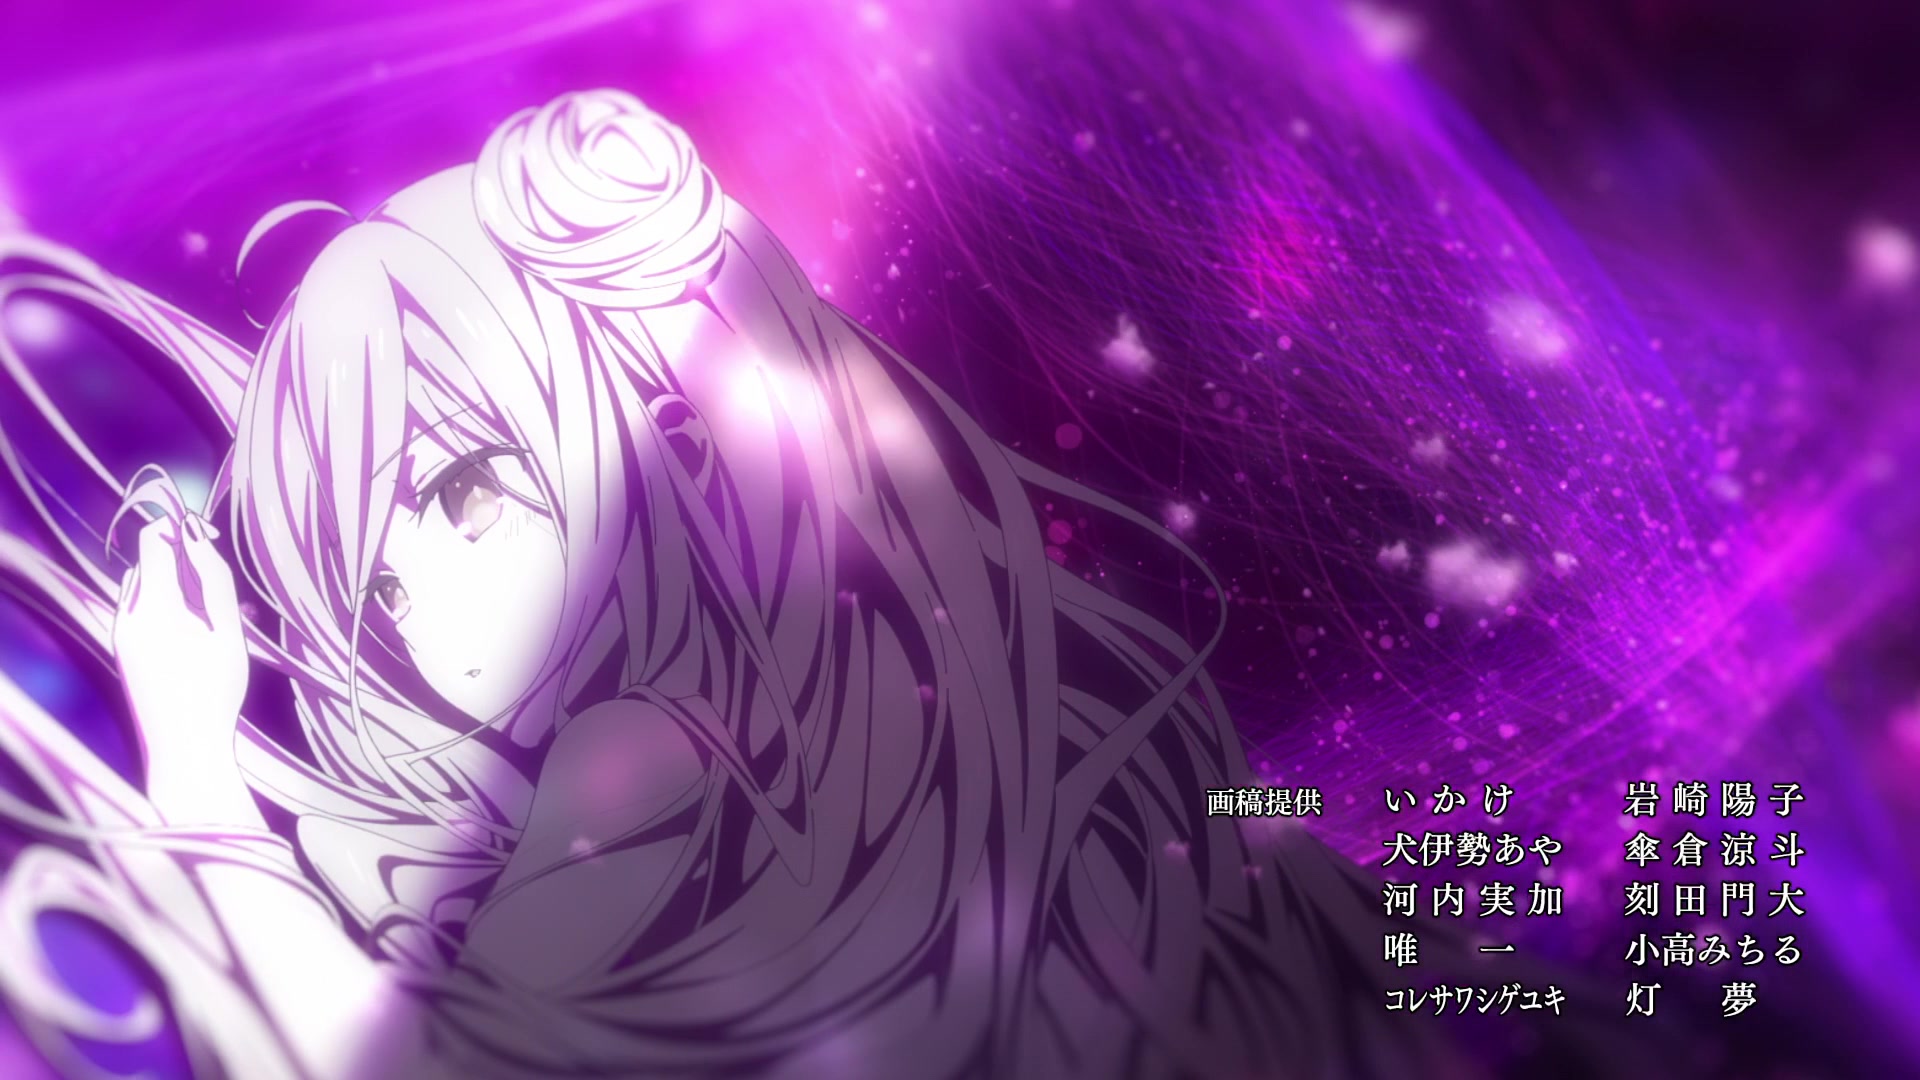 画稿提供 いかけ 岩崎陽子
犬伊勢あや 傘倉涼斗
河内実加 刻田門大
唯一 小高みちる
コレサワシゲユキ 灯夢